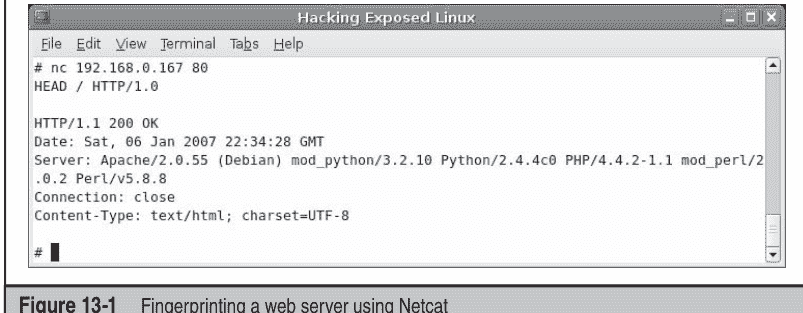 Hacking Exposed Linux
File Edit View Terminal Tabs Help
# nc 192.168.0.167 80
HEAD / HTTP/1.0
HTTP/1.1 200 OK
Date: Sat, 06 Jan 2007 22:34:28 GMT
Server: Apache/2.0.55 (Debian) mod_python/3.2.10 Python/2.4.4c0 PHP/4.4.2-1.1 mod_perl/2
.0.2 Perl/v5.8.8
Connection: close
Content-Type: text/html; charset=UTF-8
#
Figure 13-1 Fingerprinting a web server using Netcat